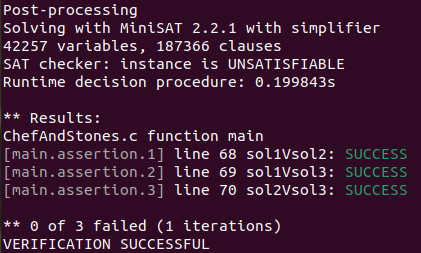 Post-processing
Solving with MiniSAT 2.2.1 with simplifier
42257 variables, 187366 clauses
SAT checker: instance is UNSATISFIABLE
Runtime decision procedure: 0.199843s
** Results:
ChefAndStones.c function main
[main.assertion.1] line 68 sol1Vsol2: SUCCESS
[main.assertion.2] line 69 sol1Vsol3: SUCCESS
[main.assertion.3] line 70 sol2Vsol3: SUCCESS
** 0 of 3 failed (1 iterations)
VERIFICATION SUCCESSFUL